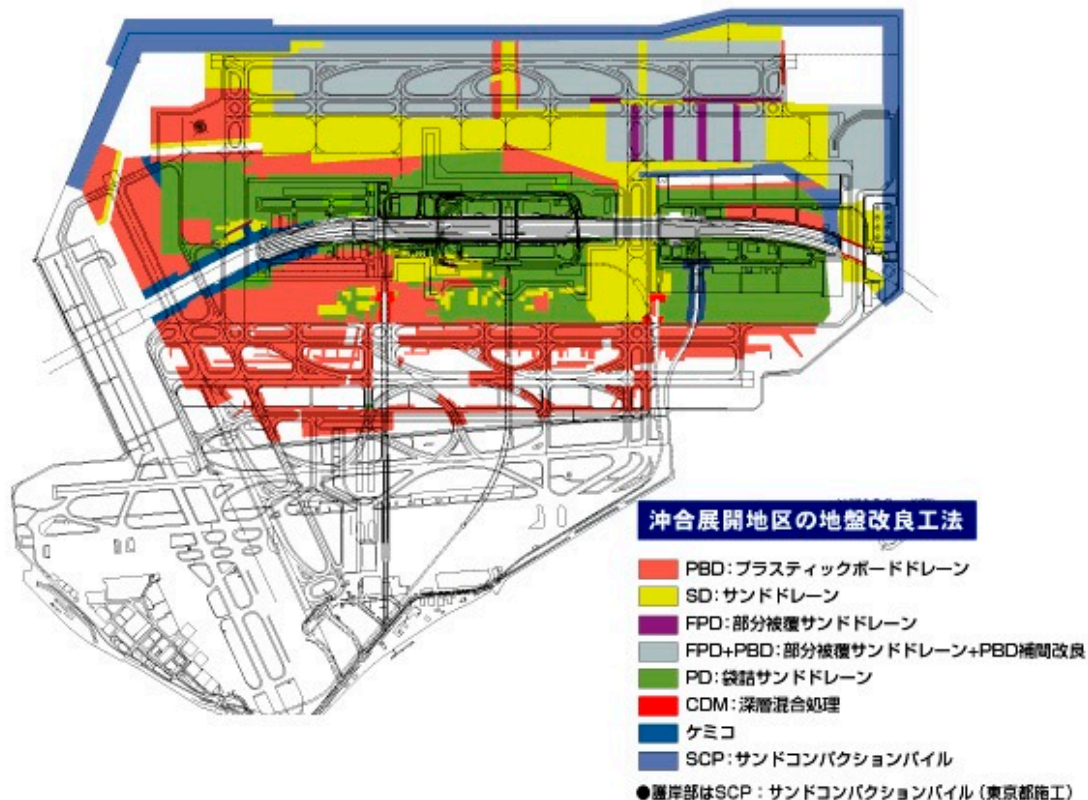 沖合展開地区の地盤改良工法
PBD:プラスティックボードドレーン
SD:サンドドレーン
FPD:部分被覆サンドドレーン
FPD+PBD:部分被覆サンドドレーン+PBD補間改良
PD:袋詰サンドドレーン
CDM:深層混合処理
ケミコ
SCP:サンドコンパクションパイル
●護岸部はSCP:サンドコンパクションパイル(東京都施工)